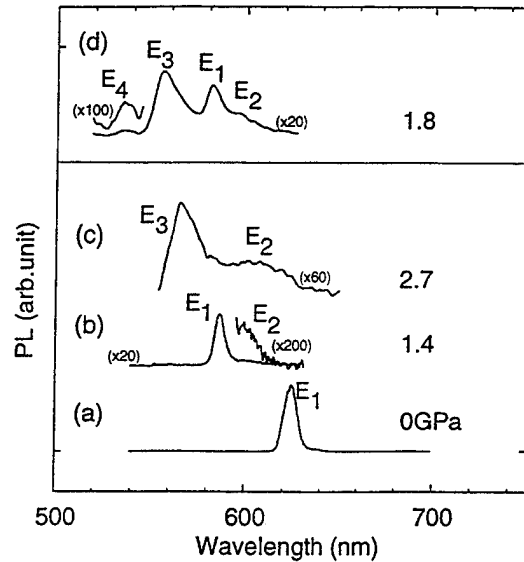 (d)
E4
(x100)
E3
E1
E2
(x20)
1.8
(c)
E3
E2
(x60)
2.7
(b)
(x20)
E1
E2
(x200)
1.4
(a)
E1
0GPa
PL (arb.unit)
500
600
700
Wavelength (nm)